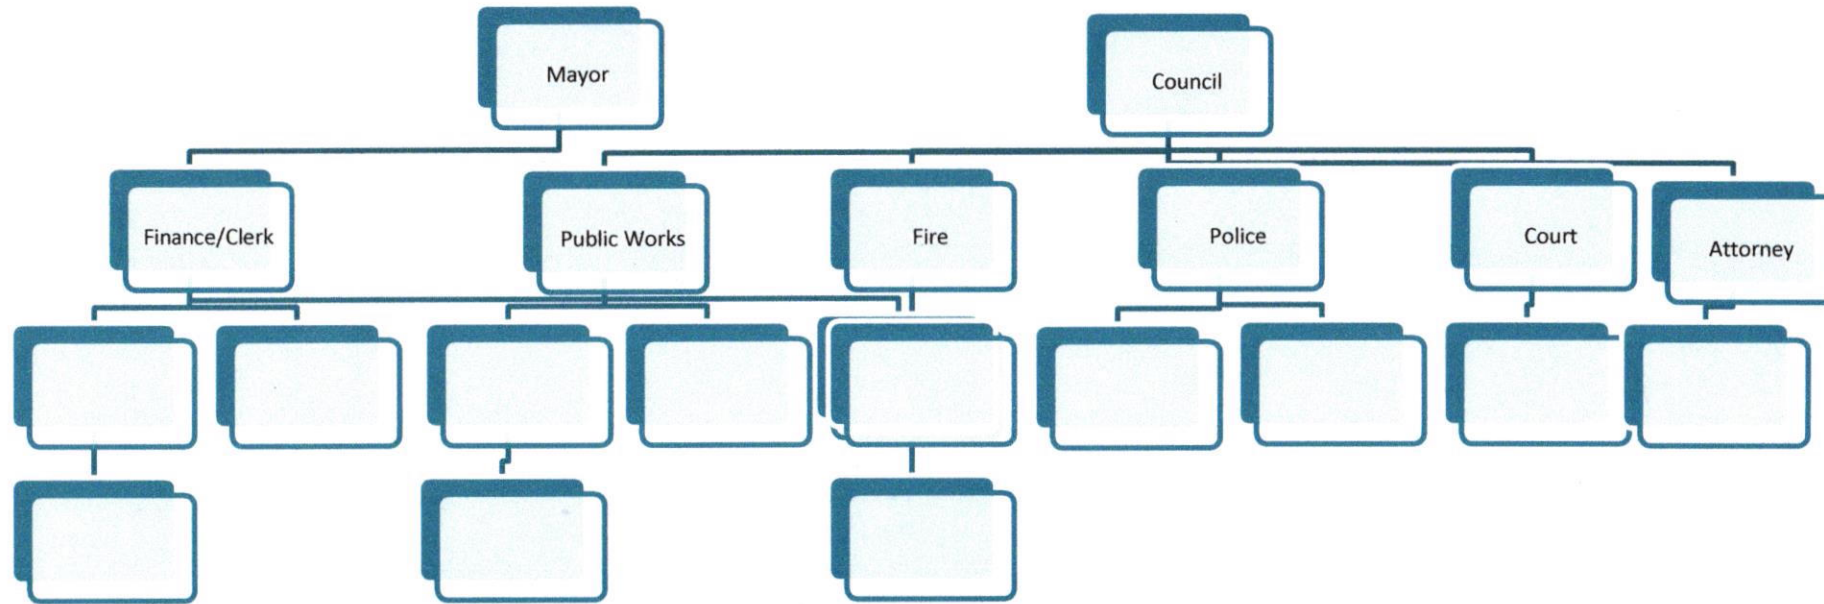 Mayor
Council
Finance/Clerk
Public Works
Fire
Police
Court
Attorney